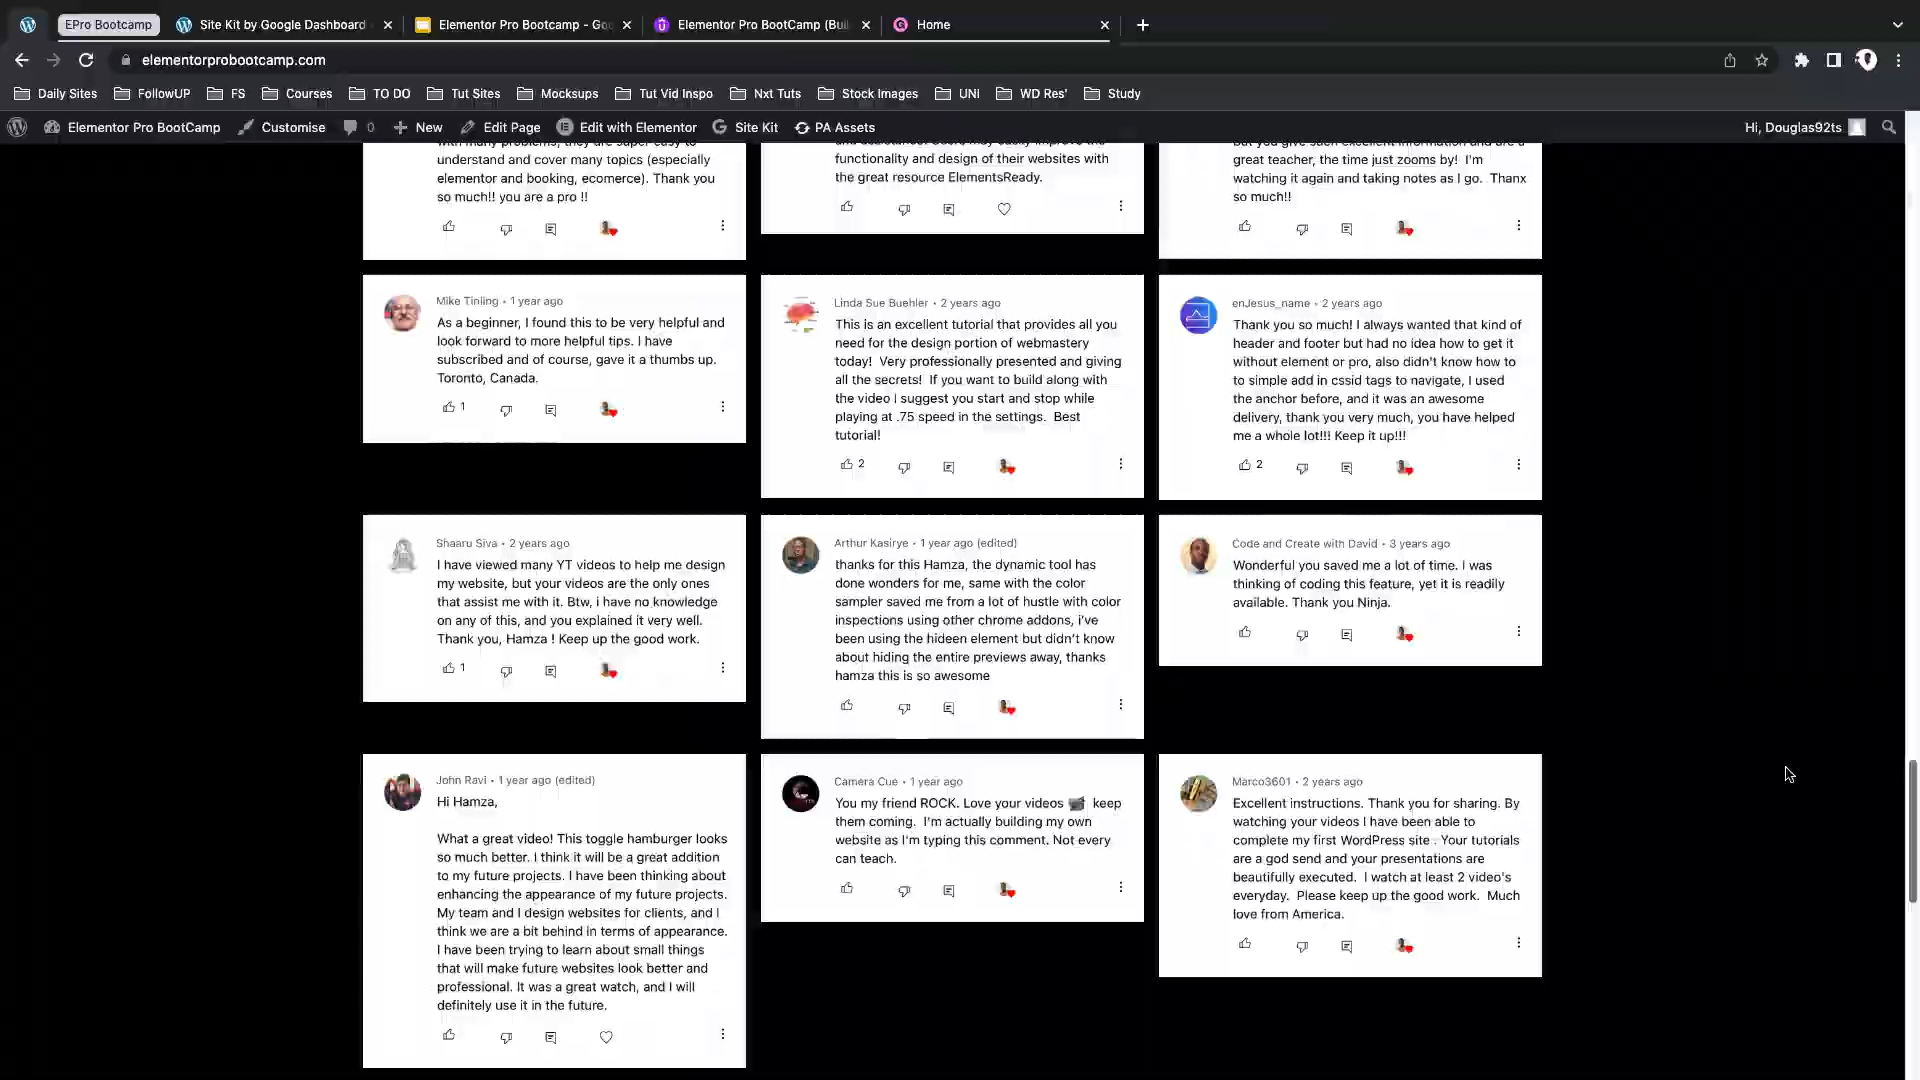 EPro Bootcamp
Site Kit by Google Dashboard
Elementor Pro Bootcamp - Go
Elementor Pro BootCamp (Bui
Home
elementorprobootcamp.com
Daily Sites
FollowUP
FS
Courses
TO DO
Tut Sites
Mocksups
Tut Vid Inspo
Nxt Tuts
Stock Images
UNI
WD Res'
Study
Elementor Pro BootCamp
Customise
0
New
Edit Page
Edit with Elementor
Site Kit
PA Assets
Hi, Douglas92ts
understand and cover many topics (especially
elementor and booking, ecomerce). Thank you
so much!! you are a pro !!
functionality and design of their websites with
the great resource ElementsReady.
great teacher, the time just zooms by! I'm
watching it again and taking notes as I go. Thanx
so much!!
Mike Tinling • 1 year ago
As a beginner, I found this to be very helpful and
look forward to more helpful tips. I have
subscribed and of course, gave it a thumbs up.
Toronto, Canada.
1
Linda Sue Buehler • 2 years ago
This is an excellent tutorial that provides all you
need for the design portion of webmastery
today! Very professionally presented and giving
all the secrets! If you want to build along with
the video I suggest you start and stop while
playing at .75 speed in the settings. Best
tutorial!
2
enJesus_name • 2 years ago
Thank you so much! I always wanted that kind of
header and footer but had no idea how to get it
without element or pro, also didn't know how to
to simple add in cssid tags to navigate, I used
the anchor before, and it was an awesome
delivery, thank you very much, you have helped
me a whole lot!!! Keep it up!!!
2
Shaaru Siva • 2 years ago
I have viewed many YT videos to help me design
my website, but your videos are the only ones
that assist me with it. Btw, i have no knowledge
on any of this, and you explained it very well.
Thank you, Hamza ! Keep up the good work.
1
Arthur Kasirye • 1 year ago (edited)
thanks for this Hamza, the dynamic tool has
done wonders for me, same with the color
sampler saved me from a lot of hustle with color
inspections using other chrome addons, i've
been using the hideen element but didn't know
about hiding the entire previews away, thanks
hamza this is so awesome
Code and Create with David • 3 years ago
Wonderful you saved me a lot of time. I was
thinking of coding this feature, yet it is readily
available. Thank you Ninja.
John Ravi • 1 year ago (edited)
Hi Hamza,
What a great video! This toggle hamburger looks
so much better. I think it will be a great addition
to my future projects. I have been thinking about
enhancing the appearance of my future projects.
My team and I design websites for clients, and I
think we are a bit behind in terms of appearance.
I have been trying to learn about small things
that will make future websites look better and
professional. It was a great watch, and I will
definitely use it in the future.
Camera Cue • 1 year ago
You my friend ROCK. Love your videos 📹 keep
them coming. I'm actually building my own
website as I'm typing this comment. Not every
can teach.
Marco3601 • 2 years ago
Excellent instructions. Thank you for sharing. By
watching your videos I have been able to
complete my first WordPress site . Your tutorials
are a god send and your presentations are
beautifully executed. I watch at least 2 video's
everyday. Please keep up the good work. Much
love from America.